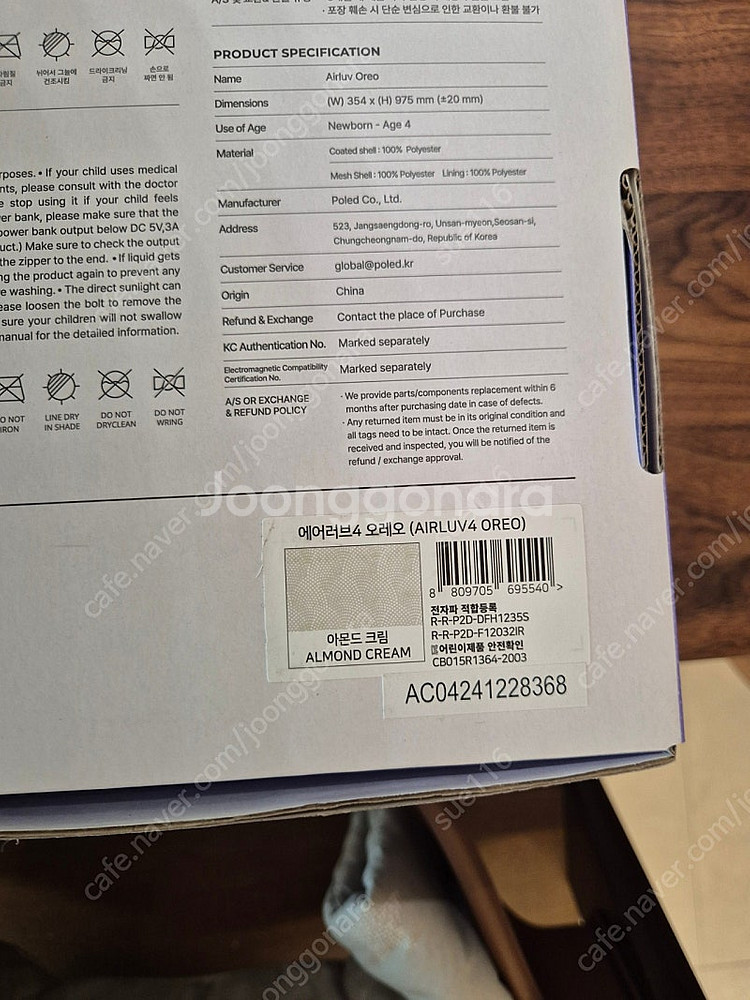 · 포장 훼손 시 단순 변심으로 인한 교환이나 환불 불가
금지
뉘어서 그늘에
건조시킴
드라이크리닝
금지
손으로
짜면 안 됨
PRODUCT SPECIFICATION
Name Airluv Oreo
Dimensions (W) 354 x (H) 975 mm (±20 mm)
Use of Age Newborn - Age 4
Material Coated shell : 100% Polyester
Mesh Shell : 100% Polyester Lining : 100% Polyester
Manufacturer Poled Co., Ltd.
Address 523, Jangsaengdong-ro, Unsan-myeon,Seosan-si,
Chungcheongnam-do, Republic of Korea
Customer Service global@poled.kr
Origin China
Refund & Exchange Contact the place of Purchase
KC Authentication No. Marked separately
Electromagnetic Compatibility
Certification No. Marked separately
A/S OR EXCHANGE
& REFUND POLICY
· We provide parts/components replacement within 6
months after purchasing date in case of defects.
· Any returned item must be in its original condition and
all tags need to be intact. Once the returned item is
received and inspected, you will be notified of the
refund / exchange approval.
rposes. • If your child uses medical
nts, please consult with the doctor
e stop using it if your child feels
ver bank, please make sure that the
power bank output below DC 5V,3A
uct.) Make sure to check the output
the zipper to the end. • If liquid gets
ng the product again to prevent any
e washing. • The direct sunlight can
ease loosen the bolt to remove the
sure your children will not swallow
manual for the detailed information.
O NOT
IRON
LINE DRY
IN SHADE
DO NOT
DRYCLEAN
DO NOT
WRING
Joonggonara
에어러브4 오레오 (AIRLUV4 OREO)
아몬드 크림
ALMOND CREAM
8 809705 695540 >
전자파 적합등록
R-R-P2D-DFH1235S
R-R-P2D-F12032IR
어린이제품 안전확인
CB015R1364-2003
AC04241228368
cafe.naver.com/joonggonara
sue116